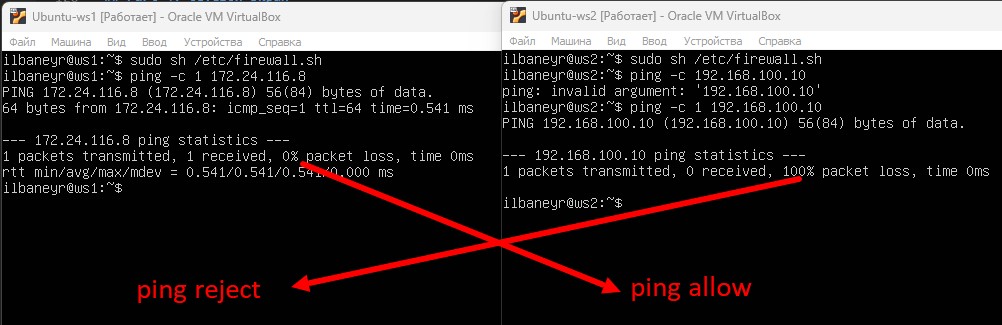 Ubuntu-ws1 [Работает] - Oracle VM VirtualBox
Файл Машина Вид Ввод Устройства Справка
ilbaneyr@ws1:~$ sudo sh /etc/firewall.sh
ilbaneyr@ws1:~$ ping -c 1 172.24.116.8
PING 172.24.116.8 (172.24.116.8) 56(84) bytes of data.
64 bytes from 172.24.116.8: icmp_seq=1 ttl=64 time=0.541 ms
--- 172.24.116.8 ping statistics ---
1 packets transmitted, 1 received, 0% packet loss, time 0ms
rtt min/avg/max/mdev = 0.541/0.541/0.541/0.000 ms
ilbaneyr@ws1:~$
Ubuntu-ws2 [Работает] - Oracle VM VirtualBox
Файл Машина Вид Ввод Устройства Справка
ilbaneyr@ws2:~$ sudo sh /etc/firewall.sh
ilbaneyr@ws2:~$ ping -c 192.168.100.10
ping: invalid argument: '192.168.100.10'
ilbaneyr@ws2:~$ ping -c 1 192.168.100.10
PING 192.168.100.10 (192.168.100.10) 56(84) bytes of data.
--- 192.168.100.10 ping statistics ---
1 packets transmitted, 0 received, 100% packet loss, time 0ms
ilbaneyr@ws2:~$
ping reject
ping allow